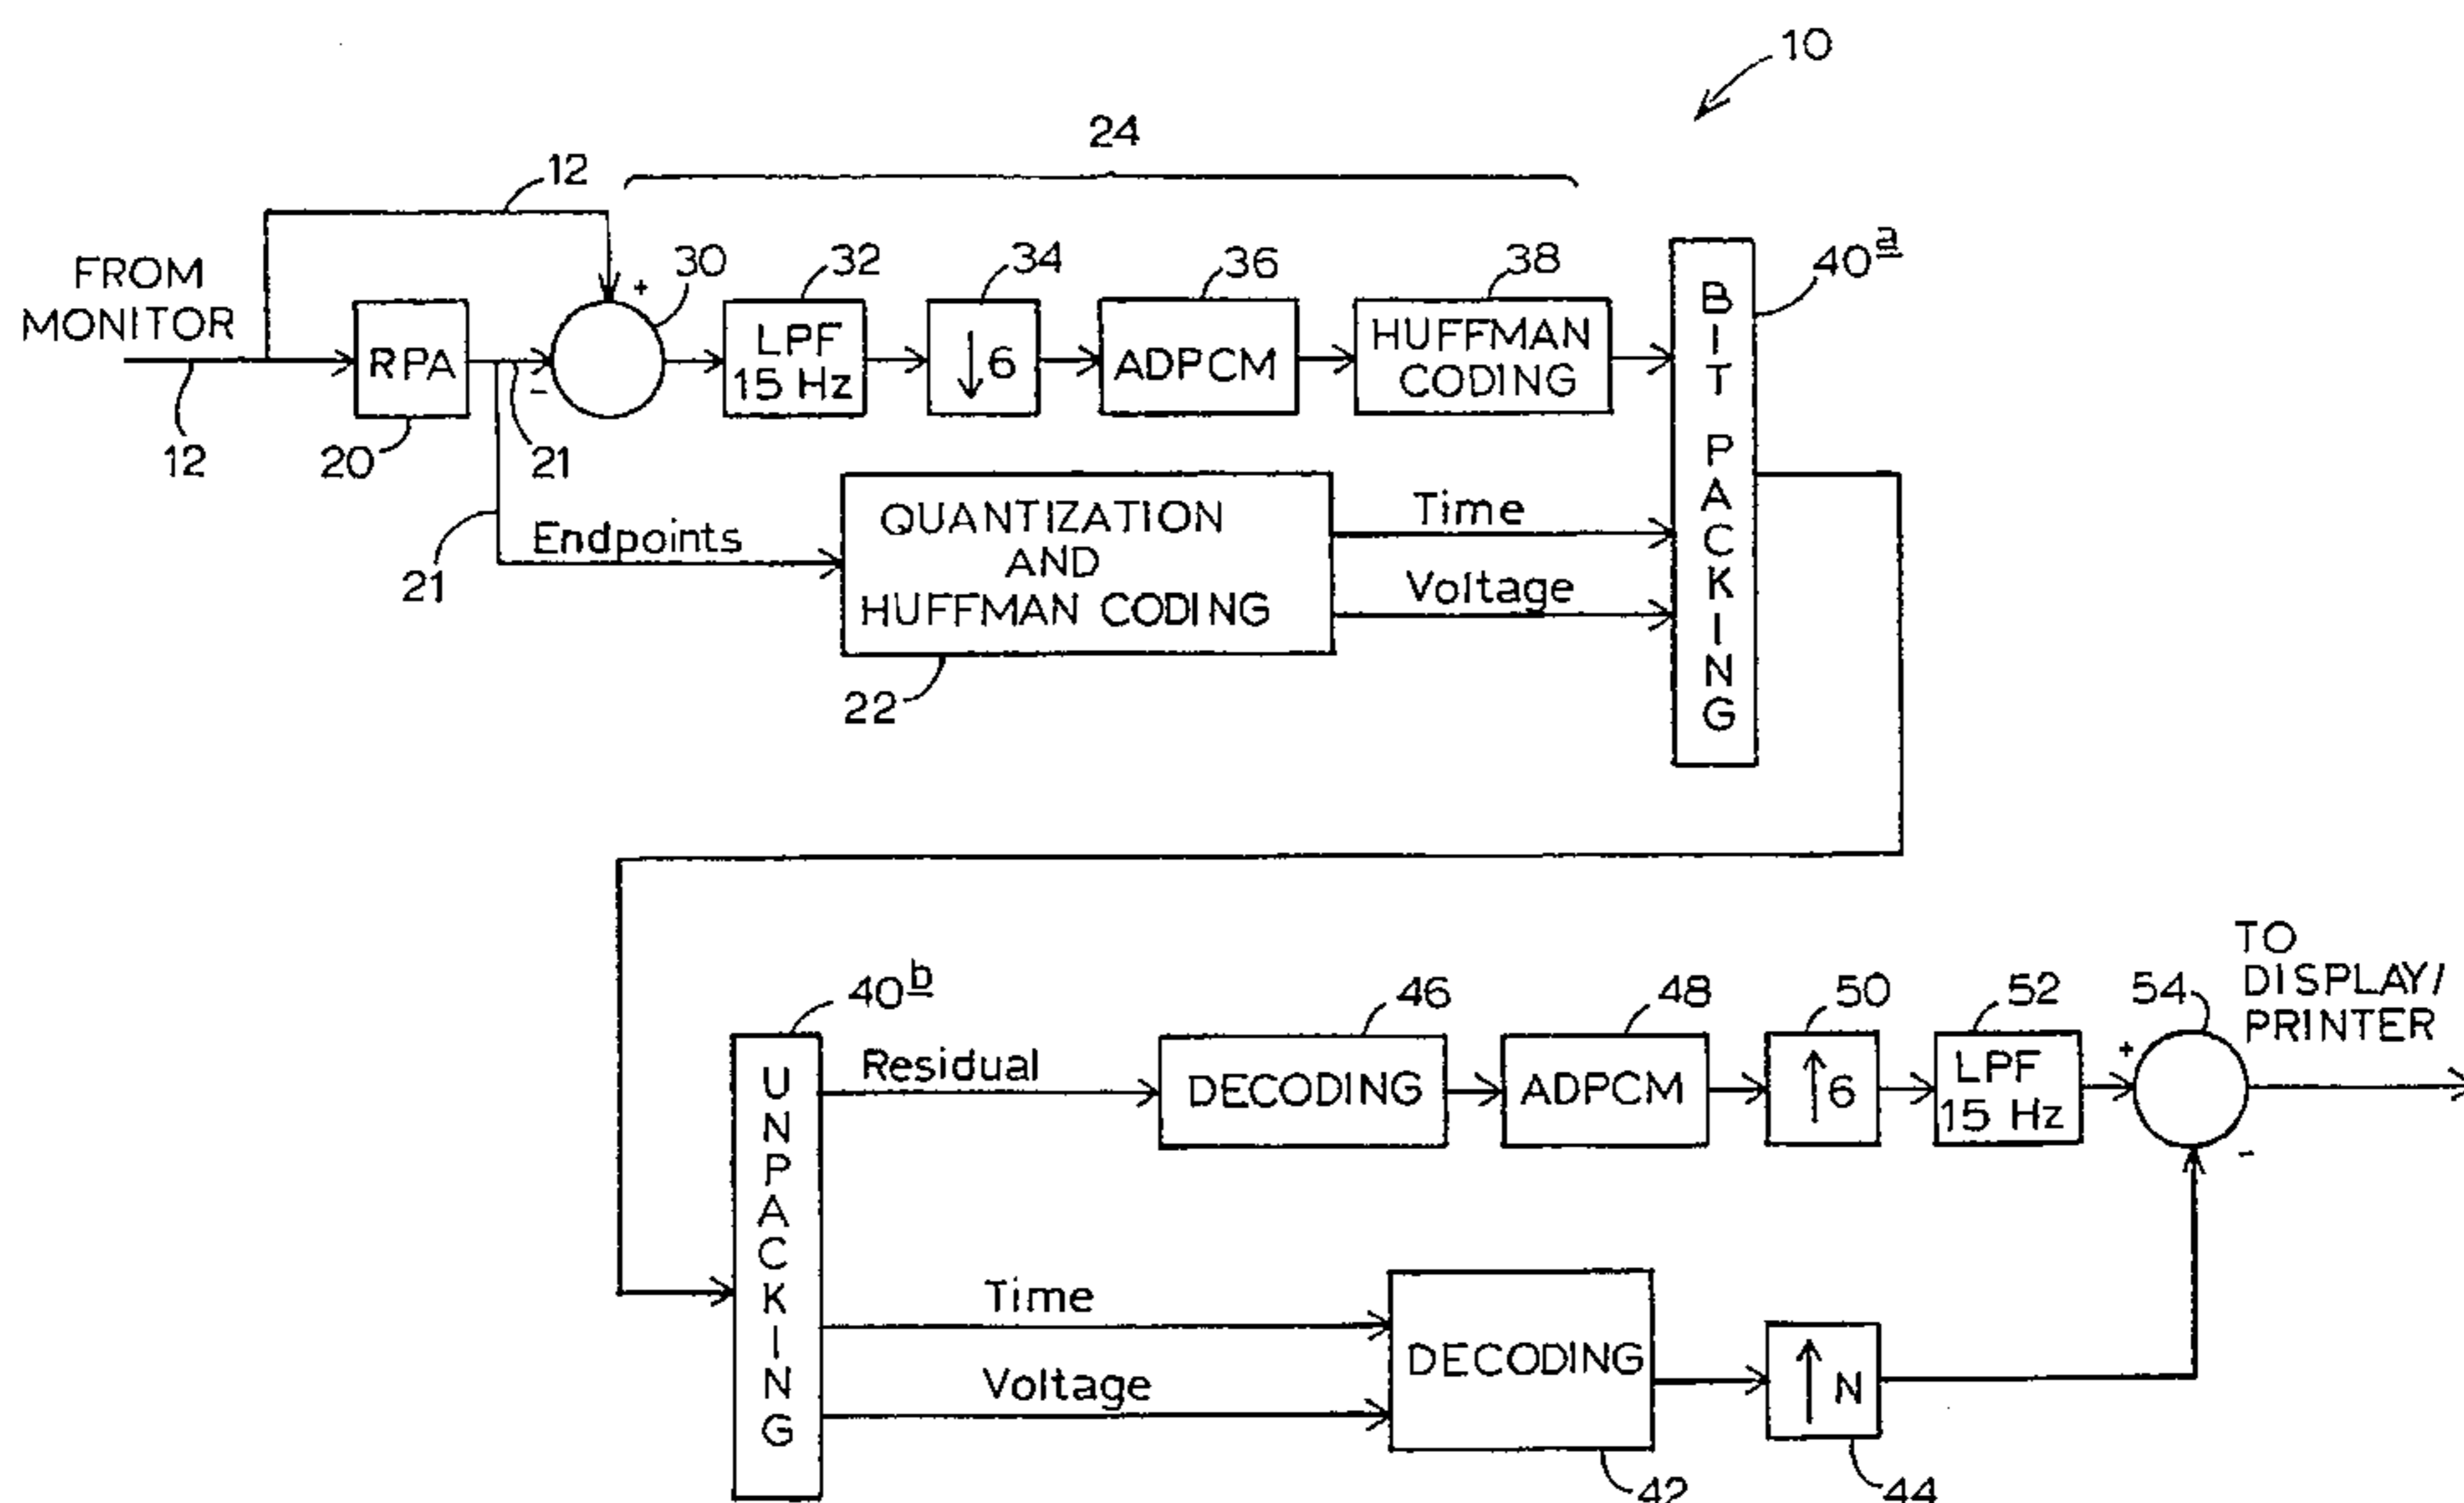 10
24
12
FROM
MONITOR
+
30
32
34
36
38
40a
RPA
-
LPF
15 Hz
↓6
ADPCM
HUFFMAN
CODING
BIT PACKING
12
20
21
21
Endpoints
QUANTIZATION
AND
HUFFMAN CODING
Time
Voltage
22
40b
46
48
50
52
54
TO
DISPLAY/
PRINTER
UNPACKING
Residual
DECODING
ADPCM
↑6
LPF
15 Hz
+
-
Time
Voltage
DECODING
↑N
42
44